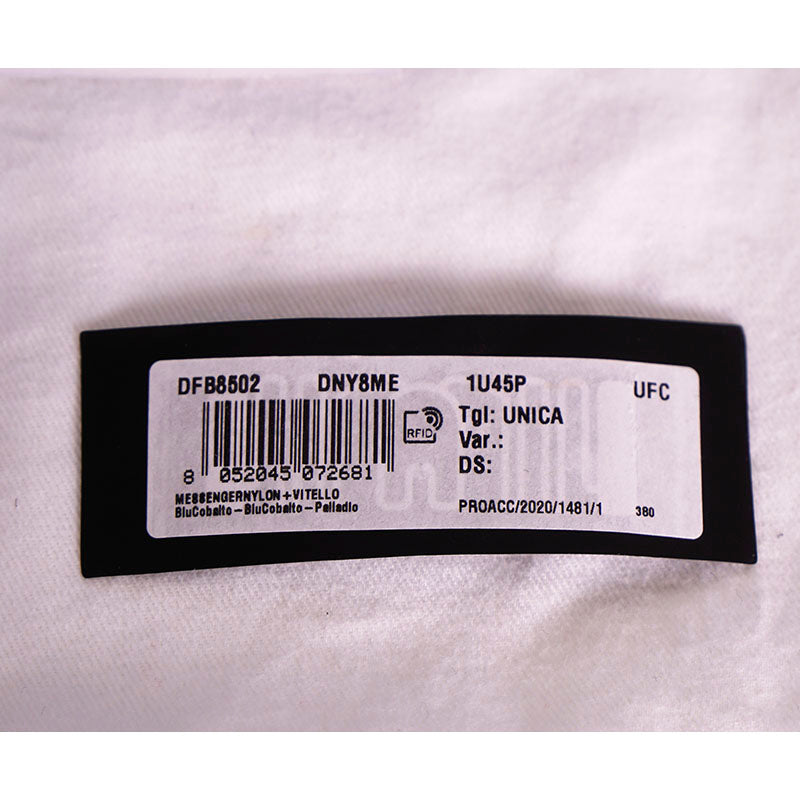 DFB8502 DNY8ME 1U45P UFC
RFID
Tgl: UNICA
Var.:
DS:
8 052045 072681
MESSENGERNYLON+VITELLO
BluCobalto-BluCobalto-Palladio
PROACC/2020/1481/1 380